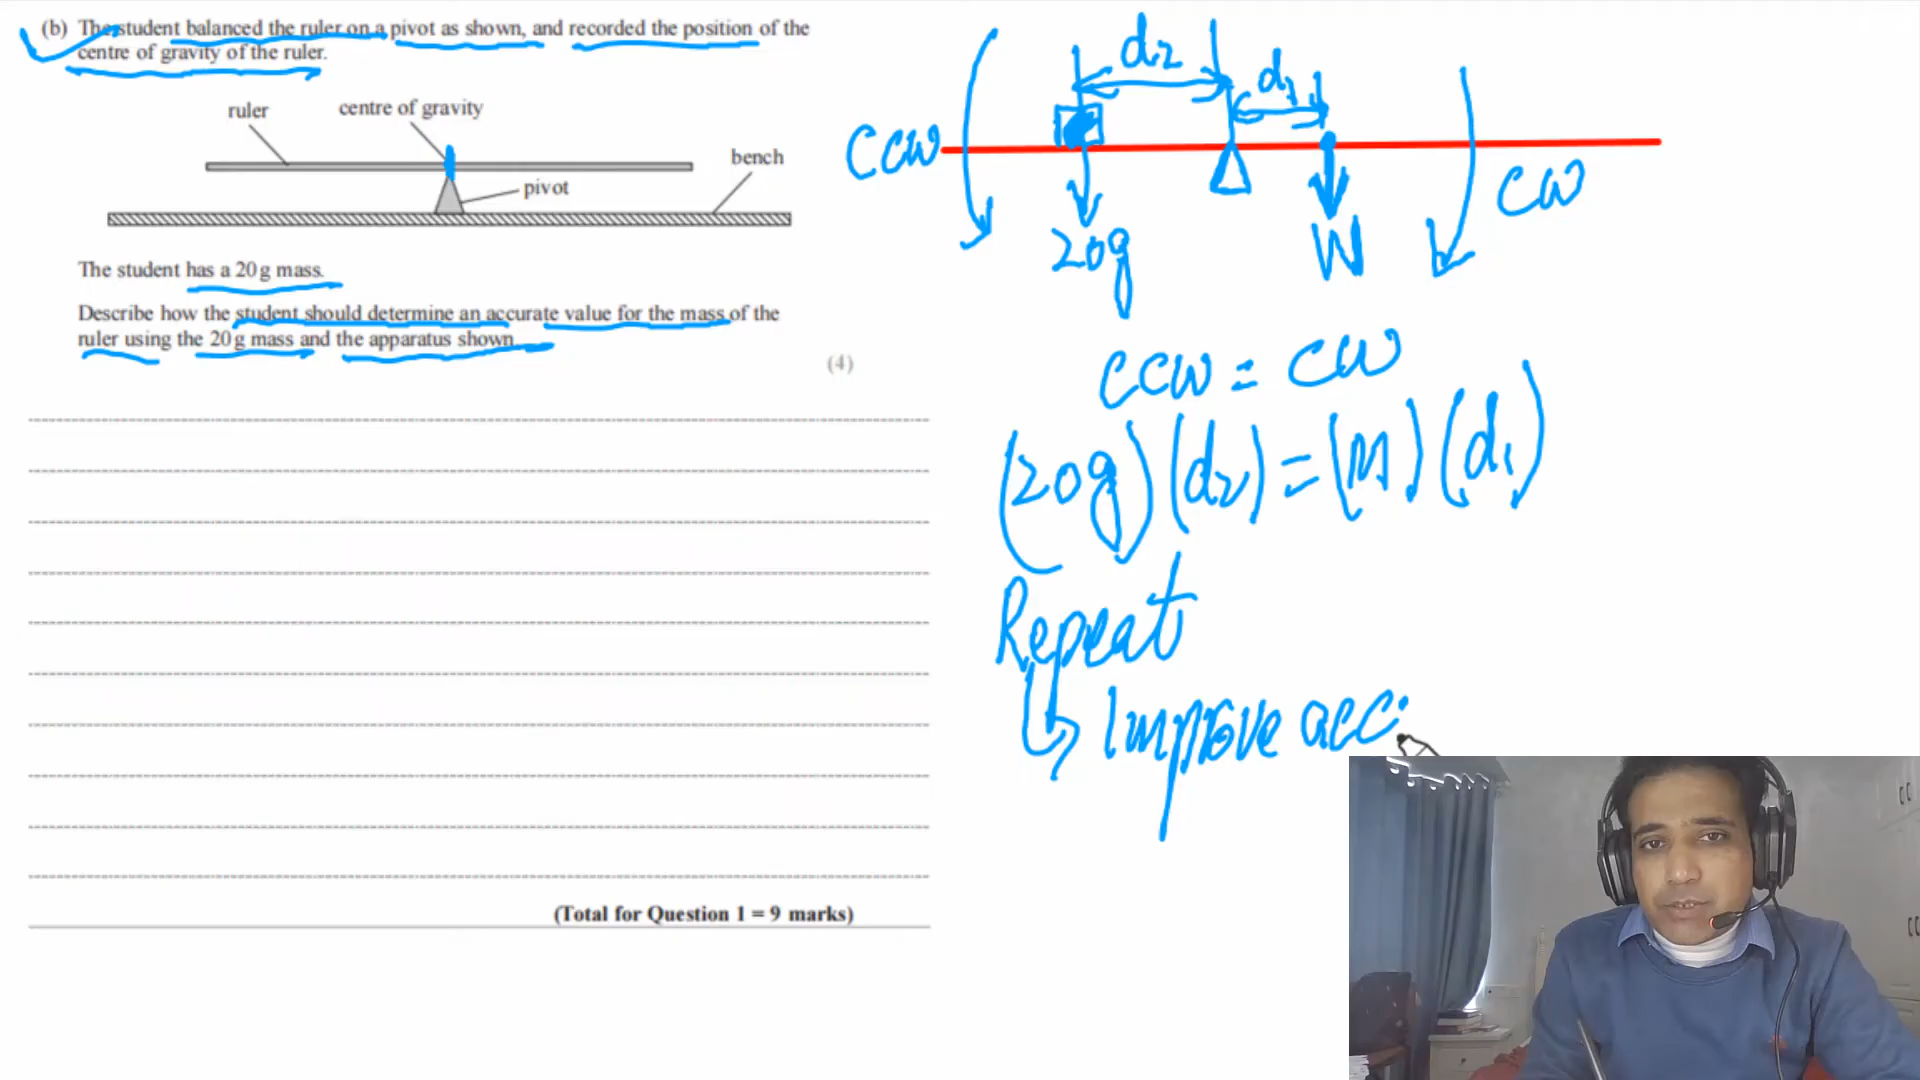 (b) The student balanced the ruler on a pivot as shown, and recorded the position of the
centre of gravity of the ruler.
ruler
centre of gravity
bench
pivot
The student has a 20 g mass.
Describe how the student should determine an accurate value for the mass of the
ruler using the 20 g mass and the apparatus shown
(4)
(Total for Question 1 = 9 marks)
d2
d1
CCW
CW
20g
W
CCW = CW
(20g) (d2) = (M) (d1)
Repeat
Improve acc.